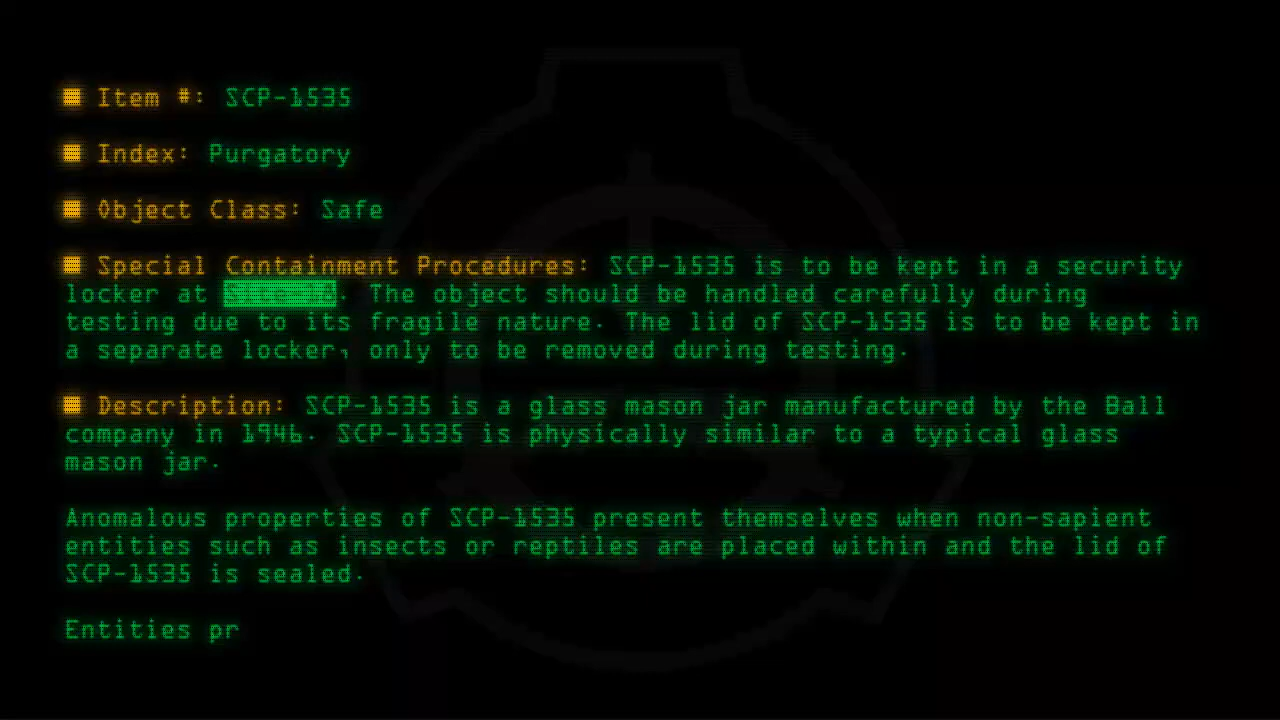 Item #: SCP-1535
Index: Purgatory
Object Class: Safe
Special Containment Procedures: SCP-1535 is to be kept in a security
locker at Site-18. The object should be handled carefully during
testing due to its fragile nature. The lid of SCP-1535 is to be kept in
a separate locker, only to be removed during testing.
Description: SCP-1535 is a glass mason jar manufactured by the Ball
company in 1946. SCP-1535 is physically similar to a typical glass
mason jar.
Anomalous properties of SCP-1535 present themselves when non-sapient
entities such as insects or reptiles are placed within and the lid of
SCP-1535 is sealed.
Entities pr